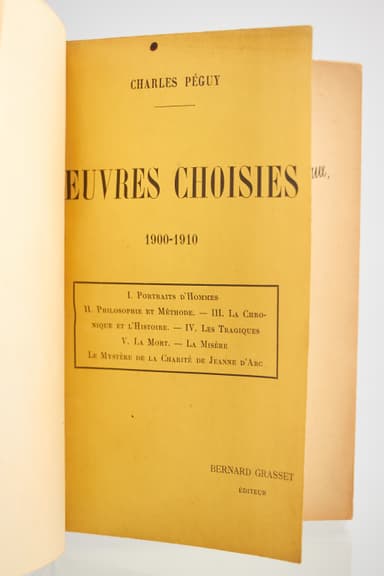 CHARLES PÉGUY
EUVRES CHOISIES
1900-1910
I. Portraits d'Hommes
II. Philosophie et Méthode. — III. La Chro-
nique et l'Histoire. — IV. Les Tragiques
V. La Mort. — La Misère
Le Mystère de la Charité de Jeanne d'Arc
BERNARD GRASSET
ÉDITEUR